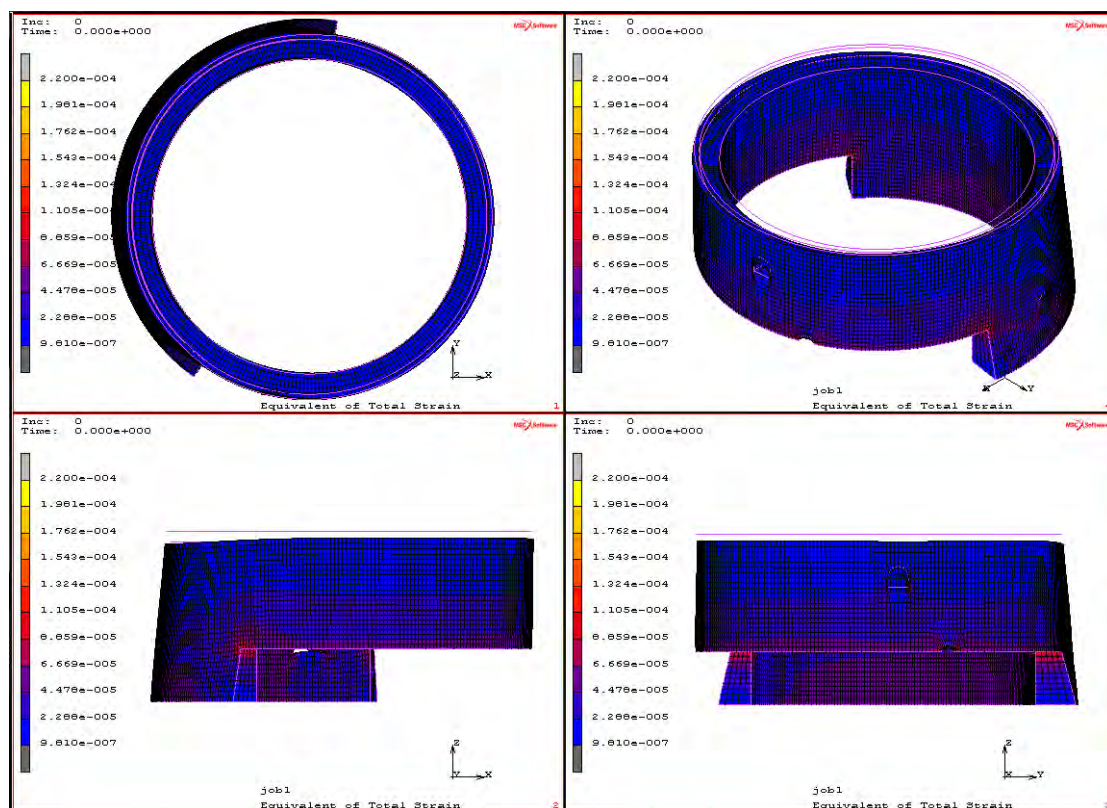 Inc: 0
Time: 0.000e+000
MSC Software
2.200e-004
1.981e-004
1.762e-004
1.543e-004
1.324e-004
1.105e-004
8.859e-005
6.669e-005
4.478e-005
2.288e-005
9.810e-007
Y
Z X
Equivalent of Total Strain
1
Inc: 0
Time: 0.000e+000
MSC Software
2.200e-004
1.981e-004
1.762e-004
1.543e-004
1.324e-004
1.105e-004
8.859e-005
6.669e-005
4.478e-005
2.288e-005
9.810e-007
X Y
job1
Equivalent of Total Strain
4
Inc: 0
Time: 0.000e+000
MSC Software
2.200e-004
1.981e-004
1.762e-004
1.543e-004
1.324e-004
1.105e-004
8.859e-005
6.669e-005
4.478e-005
2.288e-005
9.810e-007
Z
Y X
job1
Equivalent of Total Strain
2
Inc: 0
Time: 0.000e+000
MSC Software
2.200e-004
1.981e-004
1.762e-004
1.543e-004
1.324e-004
1.105e-004
8.859e-005
6.669e-005
4.478e-005
2.288e-005
9.810e-007
Z
X Y
job1
Equivalent of Total Strain